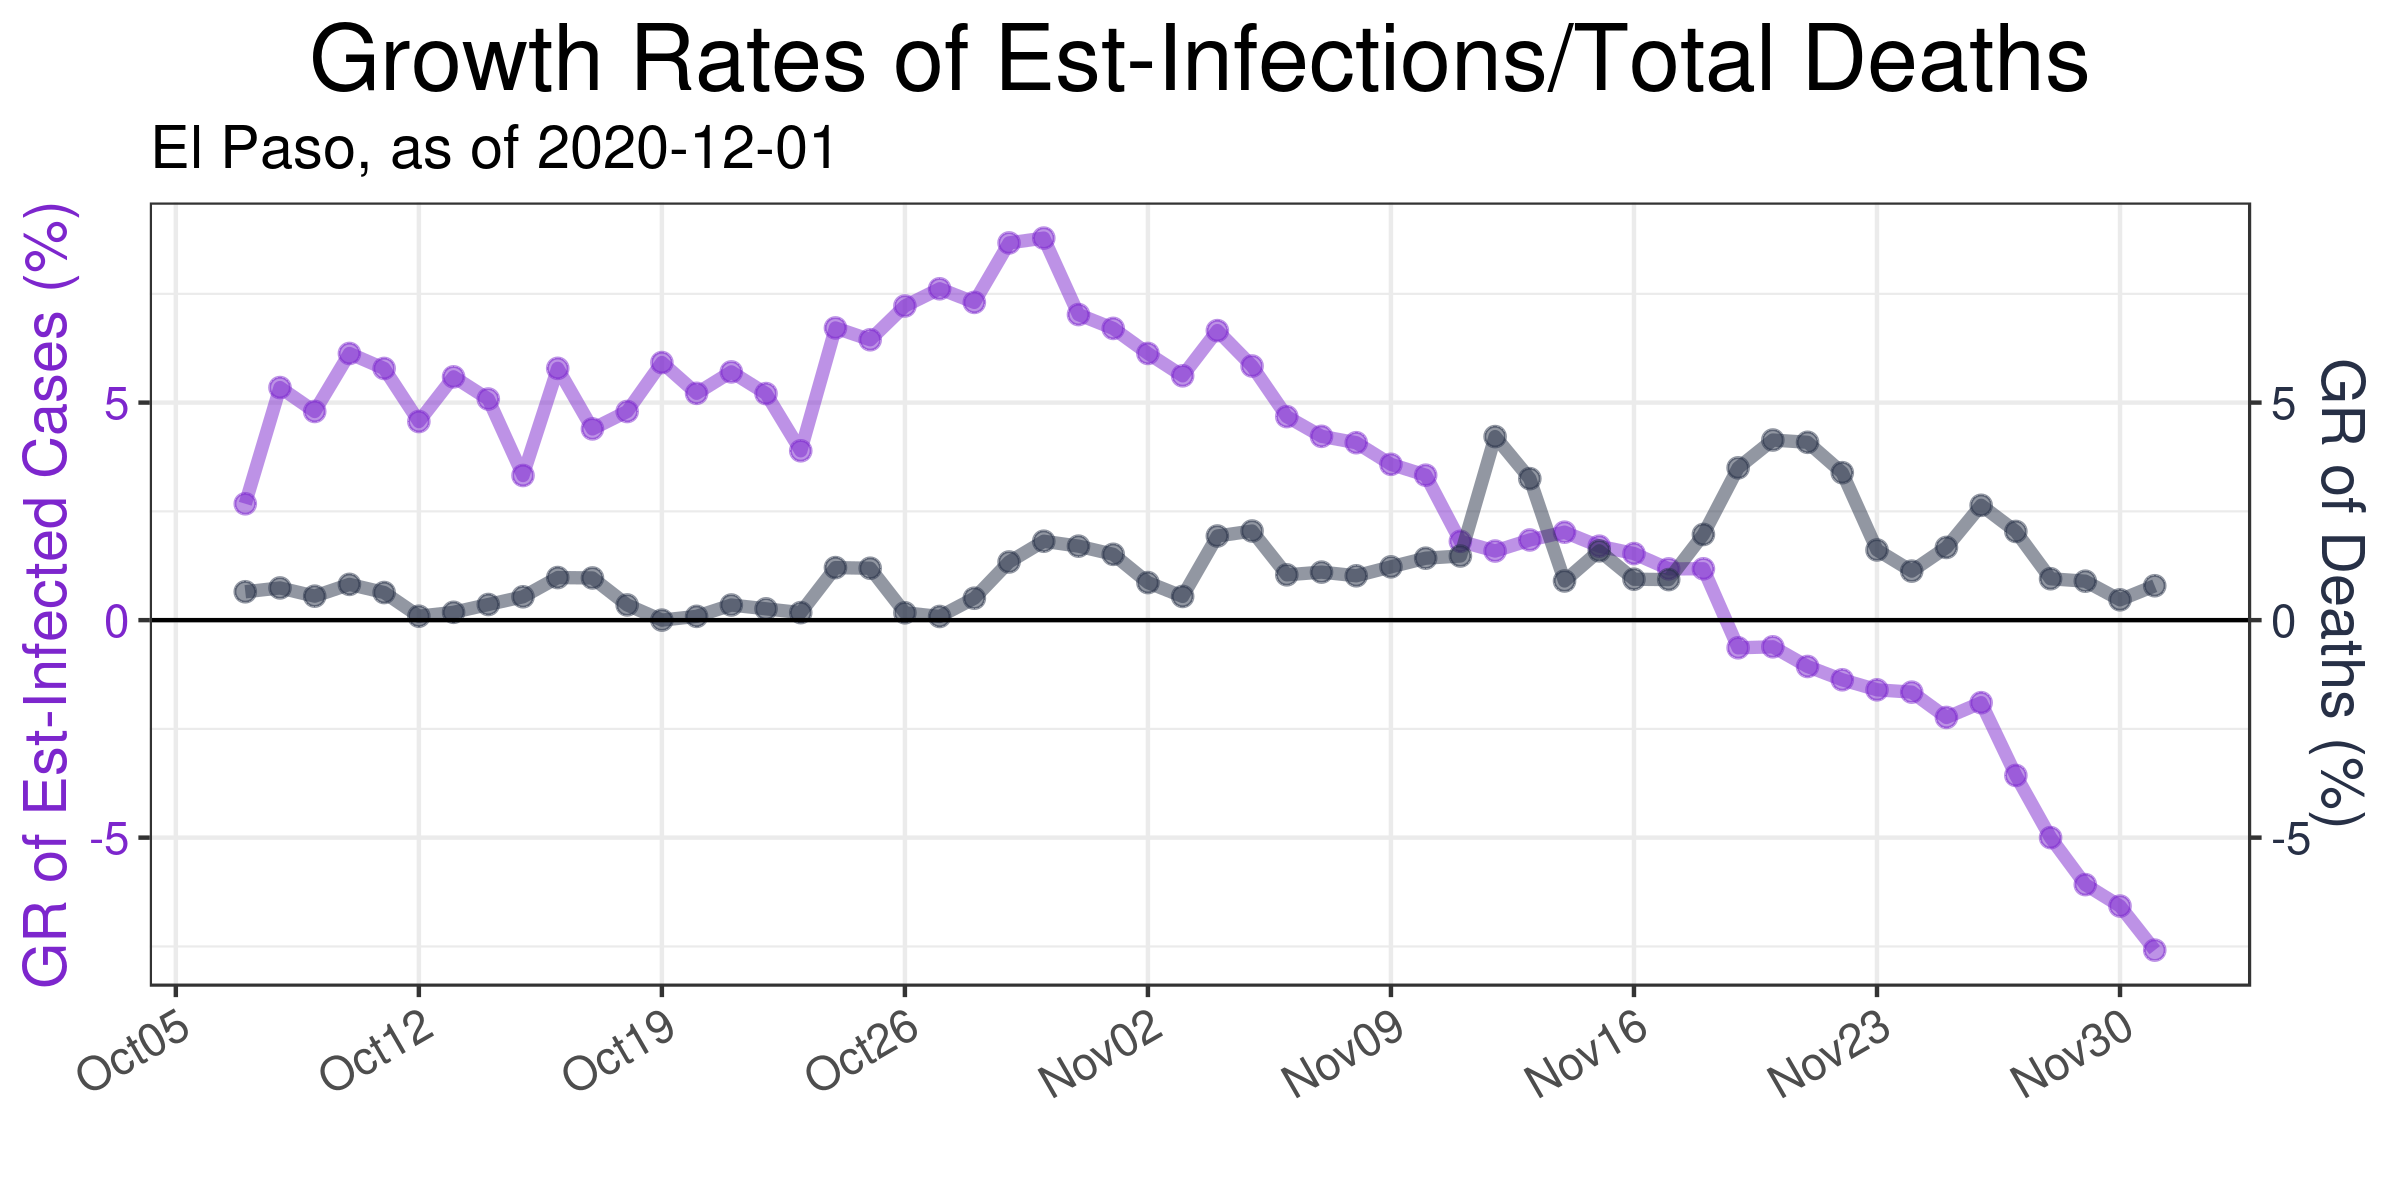 Growth Rates of Est-Infections/Total Deaths
El Paso, as of 2020-12-01
GR of Est-Infected Cases (%)
5
0
-5
5
0
-5
GR of Deaths (%)
Oct05
Oct12
Oct19
Oct26
Nov02
Nov09
Nov16
Nov23
Nov30